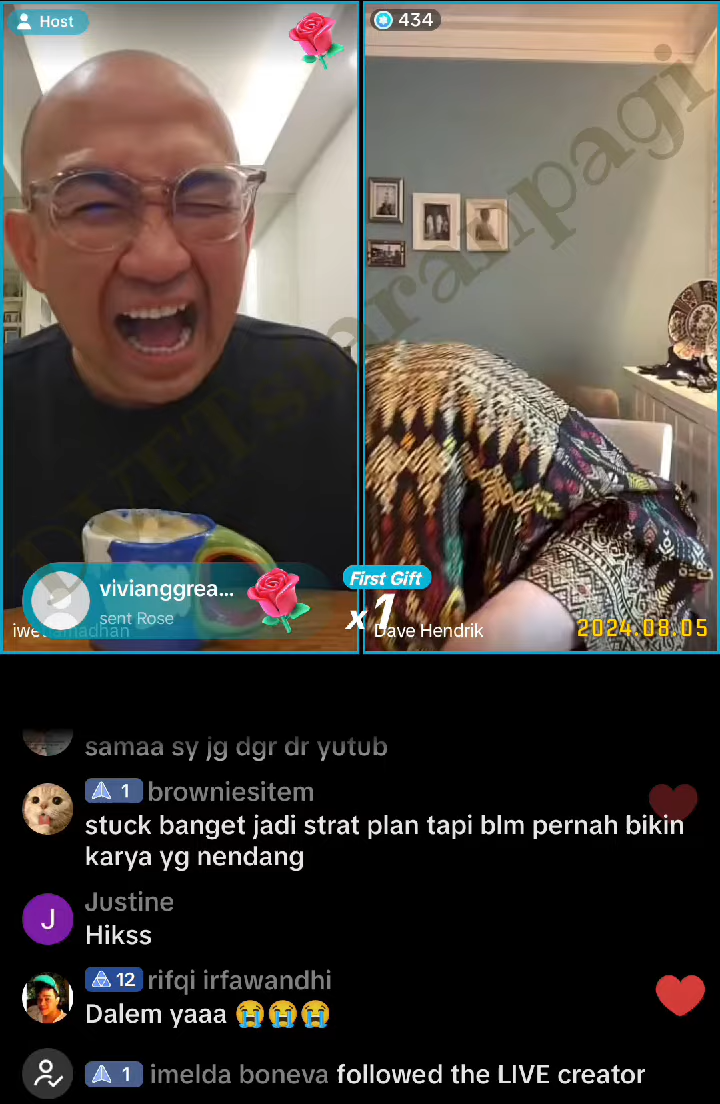 Host
434
DVETsparanpagi
vivianggrea...
sent Rose
First Gift
x1
Dave Hendrik
2024.08.05
samaa sy jg dgr dr yutub
1 browniesitem
stuck banget jadi strat plan tapi blm pernah bikin
karya yg nendang
J
Justine
Hikss
12 rifqi irfawandhi
Dalem yaaa 😭😭😭
1 imelda boneva followed the LIVE creator